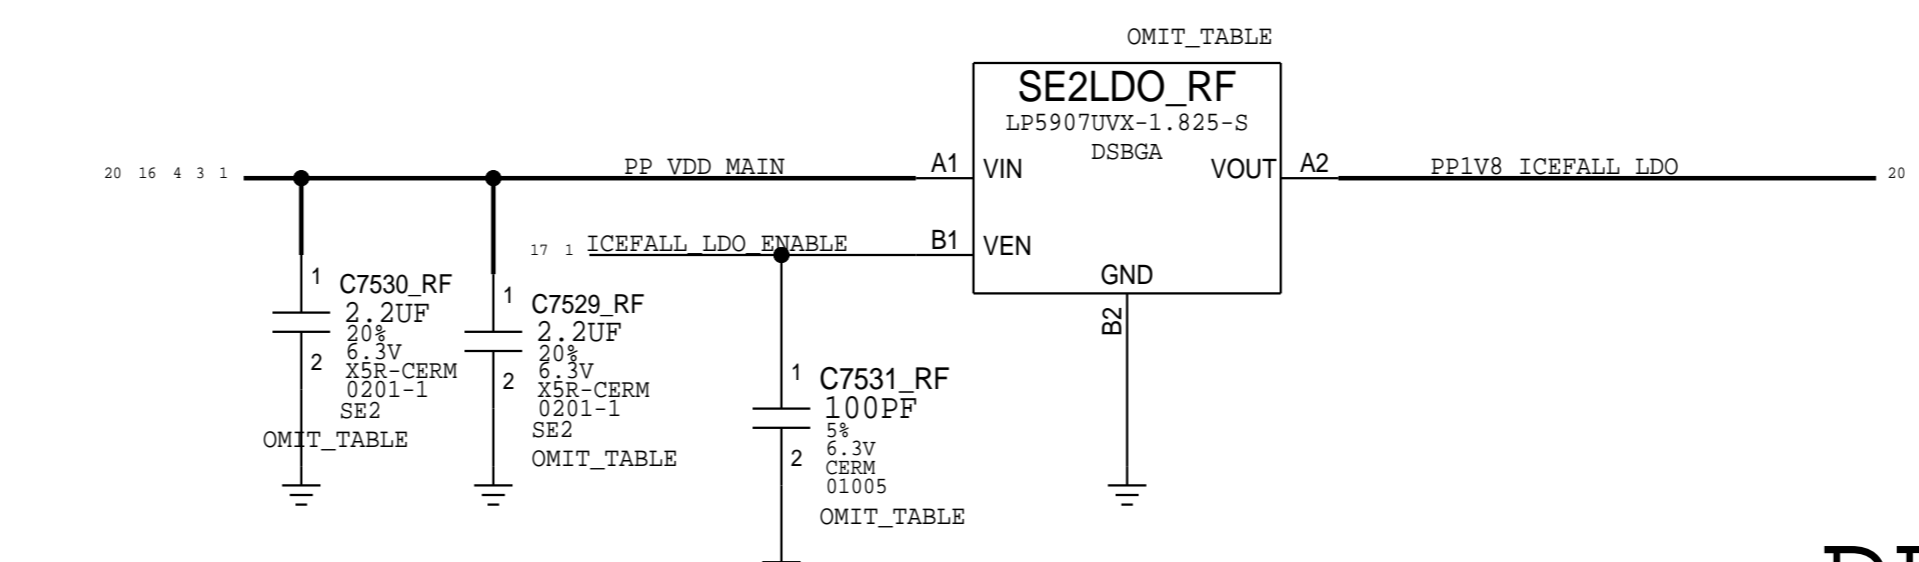 OMIT_TABLE
SE2LDO_RF
LP5907UVX-1.825-S
DSBGA
20 16 4 3 1
PP_VDD_MAIN
A1
VIN
VOUT
A2
PP1V8_ICEFALL_LDO
20
17 1
ICEFALL_LDO_ENABLE
B1
VEN
GND
B2
1
C7530_RF
2.2UF
20%
6.3V
2
X5R-CERM
0201-1
SE2
OMIT_TABLE
1
C7529_RF
2.2UF
20%
6.3V
2
X5R-CERM
0201-1
SE2
OMIT_TABLE
1
C7531_RF
100PF
5%
6.3V
2
CERM
01005
OMIT_TABLE